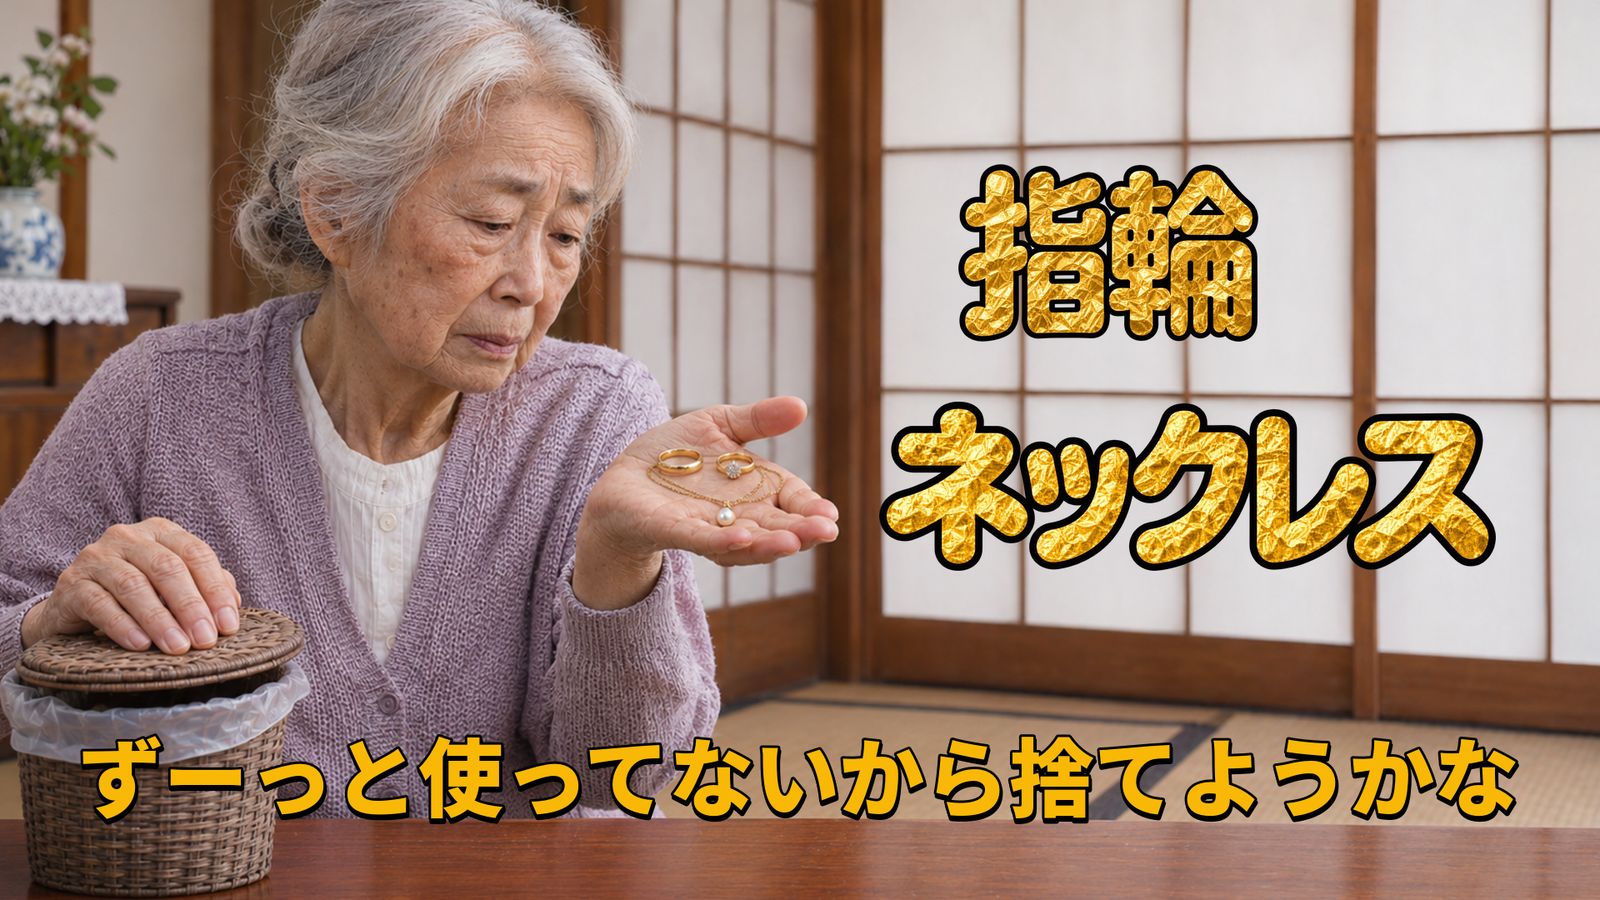 指輪
ネックレス
ずーっと使ってないから捨てようかな